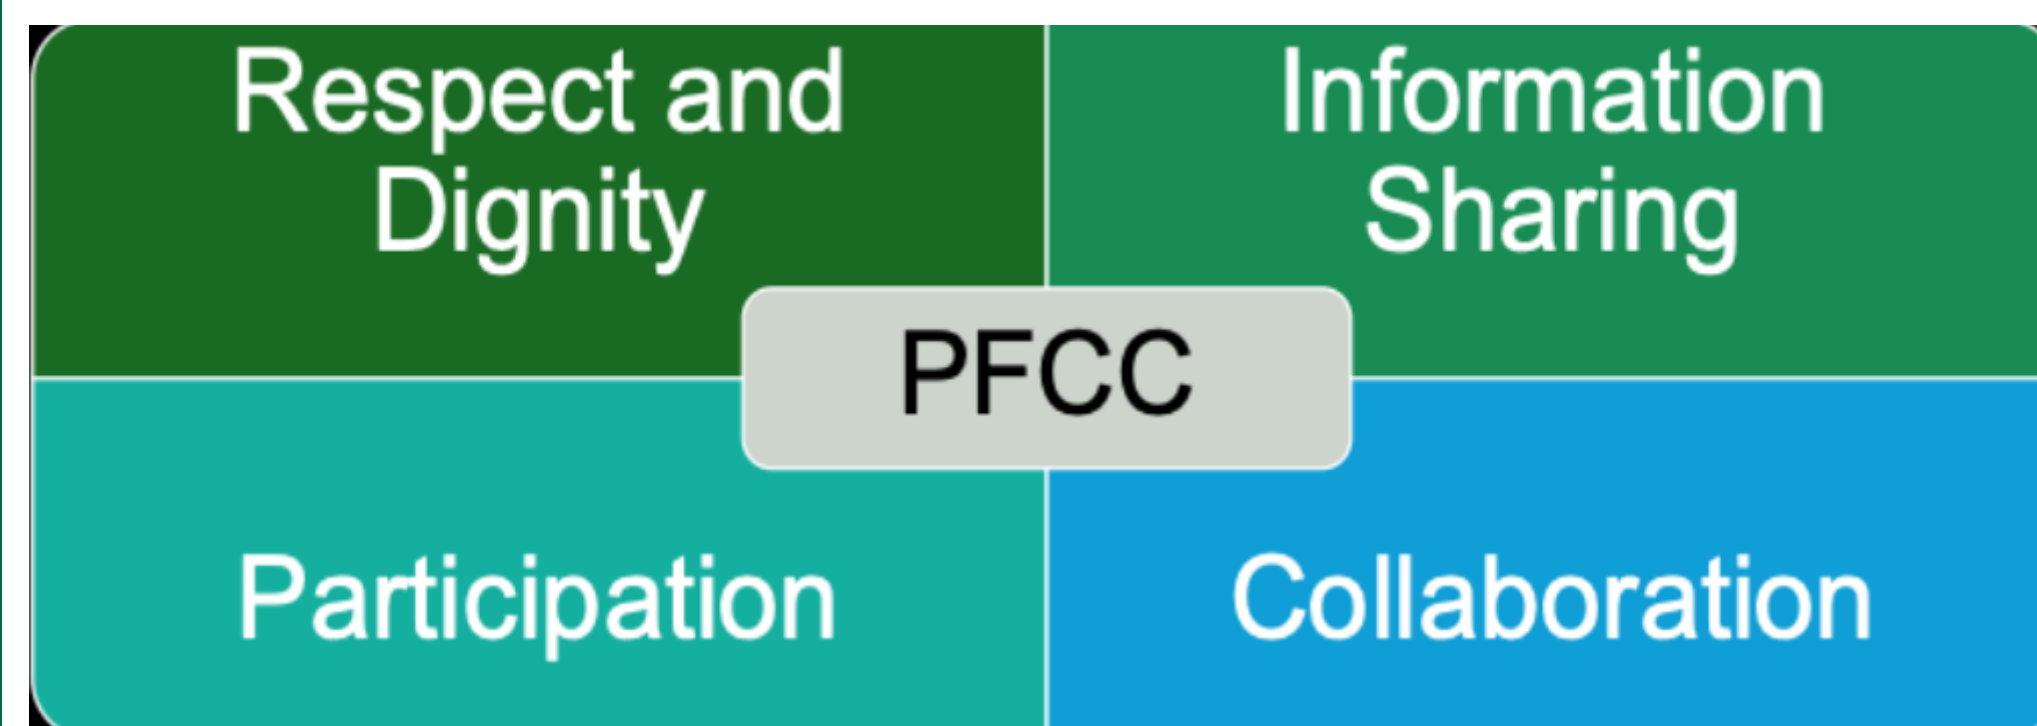 Respect and
Dignity
Information
Sharing
PFCC
Participation
Collaboration